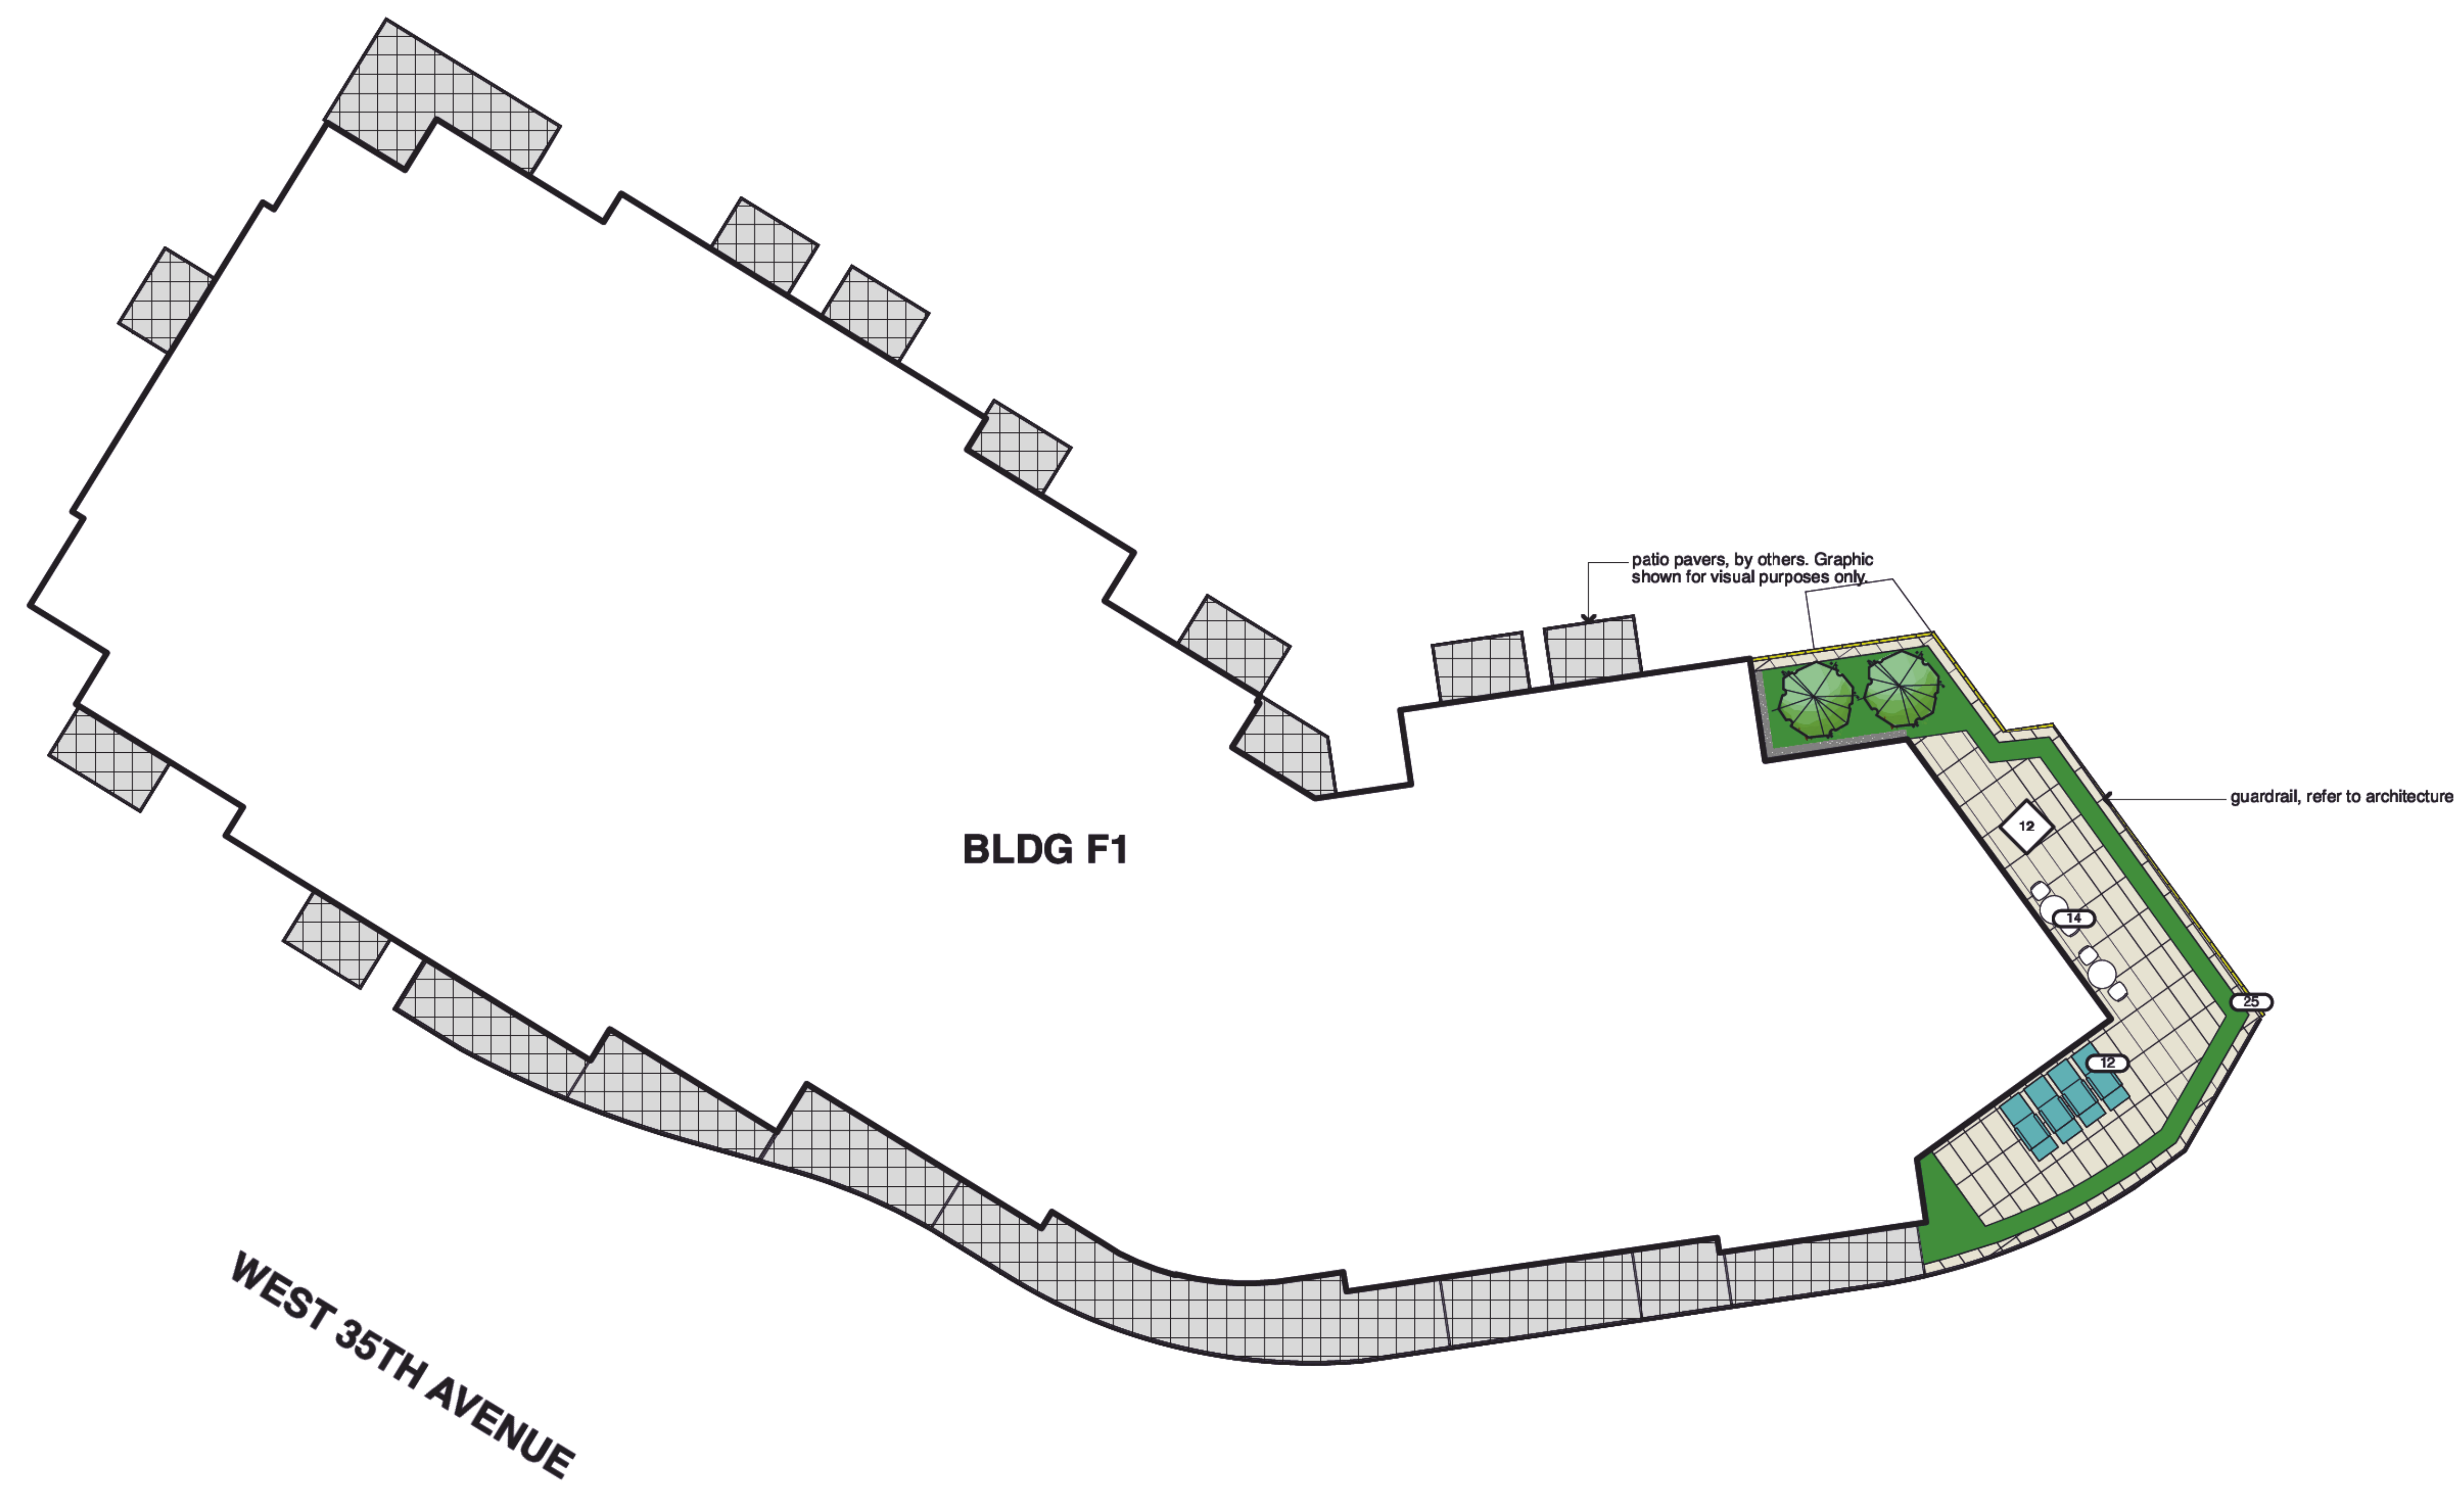 patio pavers, by others. Graphic
shown for visual purposes only.
guardrail, refer to architecture
12
BLDG F1
14
25
12
WEST 35TH AVENUE